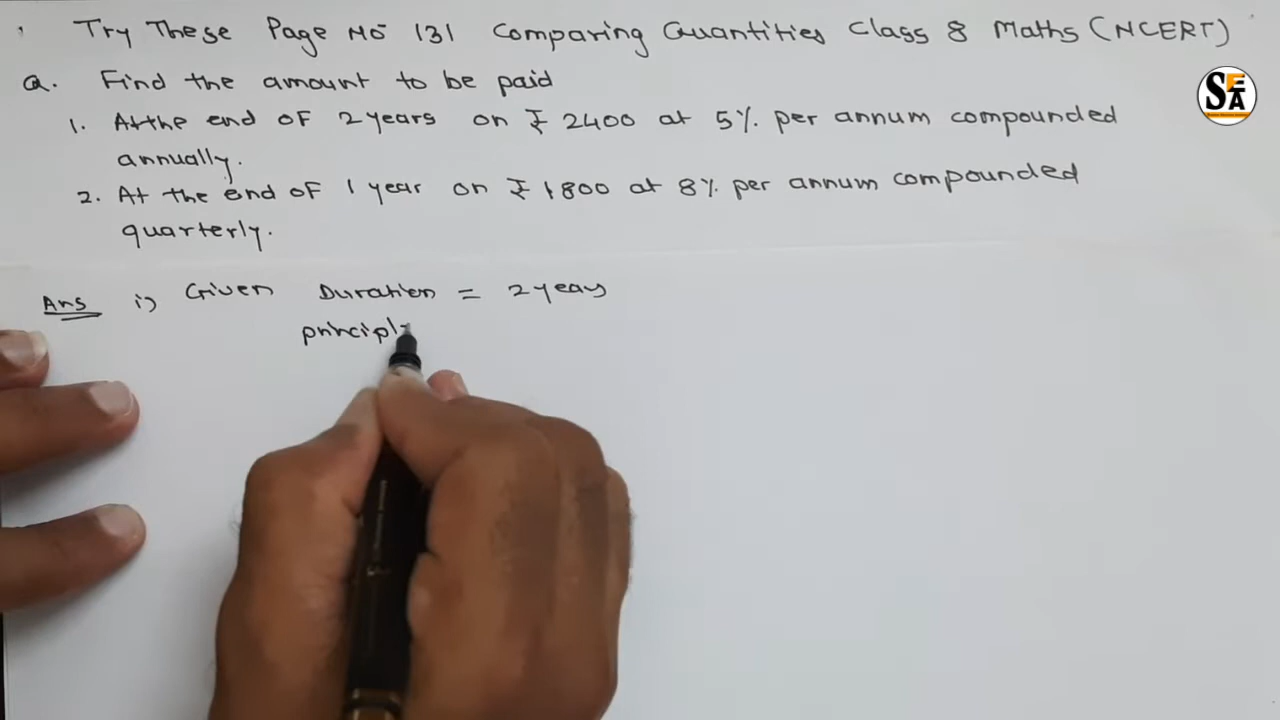 Try These Page No 131 Comparing Quantities Class 8 Maths (NCERT)
Q. Find the amount to be paid
1. At the end of 2 years on ₹ 2400 at 5% per annum compounded
annually.
2. At the end of 1 year on ₹ 1800 at 8% per annum compounded
quarterly.
Ans i) Given Duration = 2 years
principl
SFA